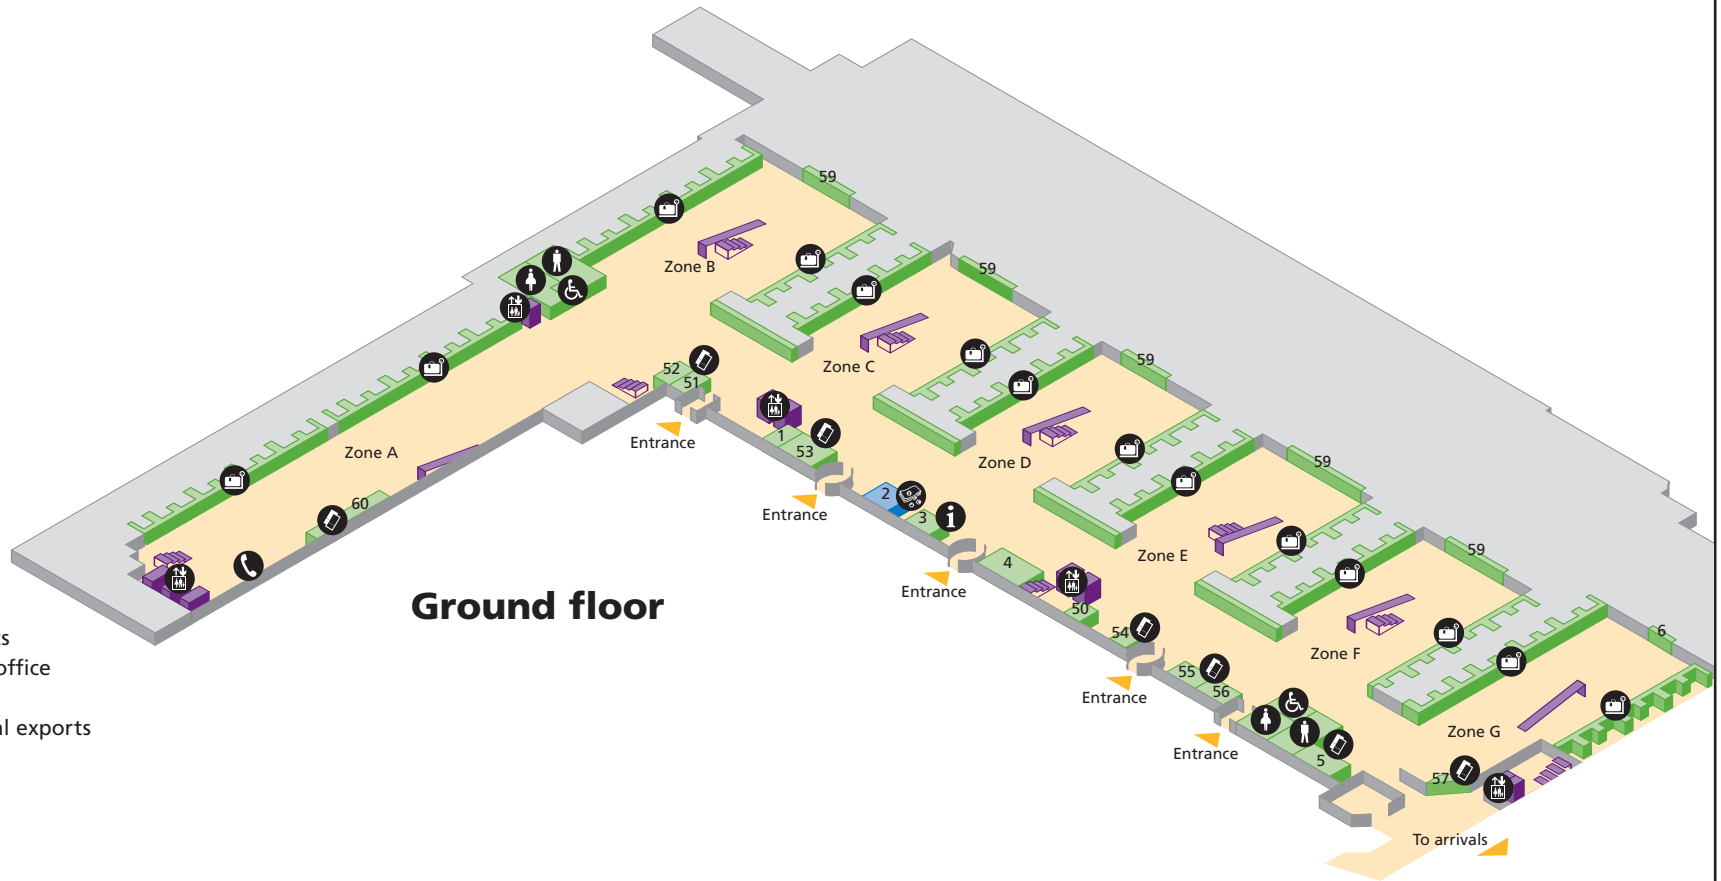 59
Zone B
59
Zone C
52
51
59
Entrance
1
53
Zone A
Zone D
59
60
Entrance
2
3
Zone E
59
4
Entrance
Ground floor
50
54
6
ts
office
55
Zone F
56
Entrance
al exports
Zone G
Entrance
5
57
To arrivals